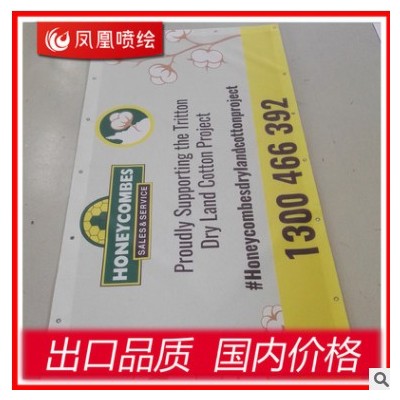 凤凰喷绘
HONEYCOMBES
SALES & SERVICE
Proudly Supporting the Tritton
Dry Land Cotton Project
#Honeycombesdrylandcottonproject
1300 466 392
出口品质 国内价格